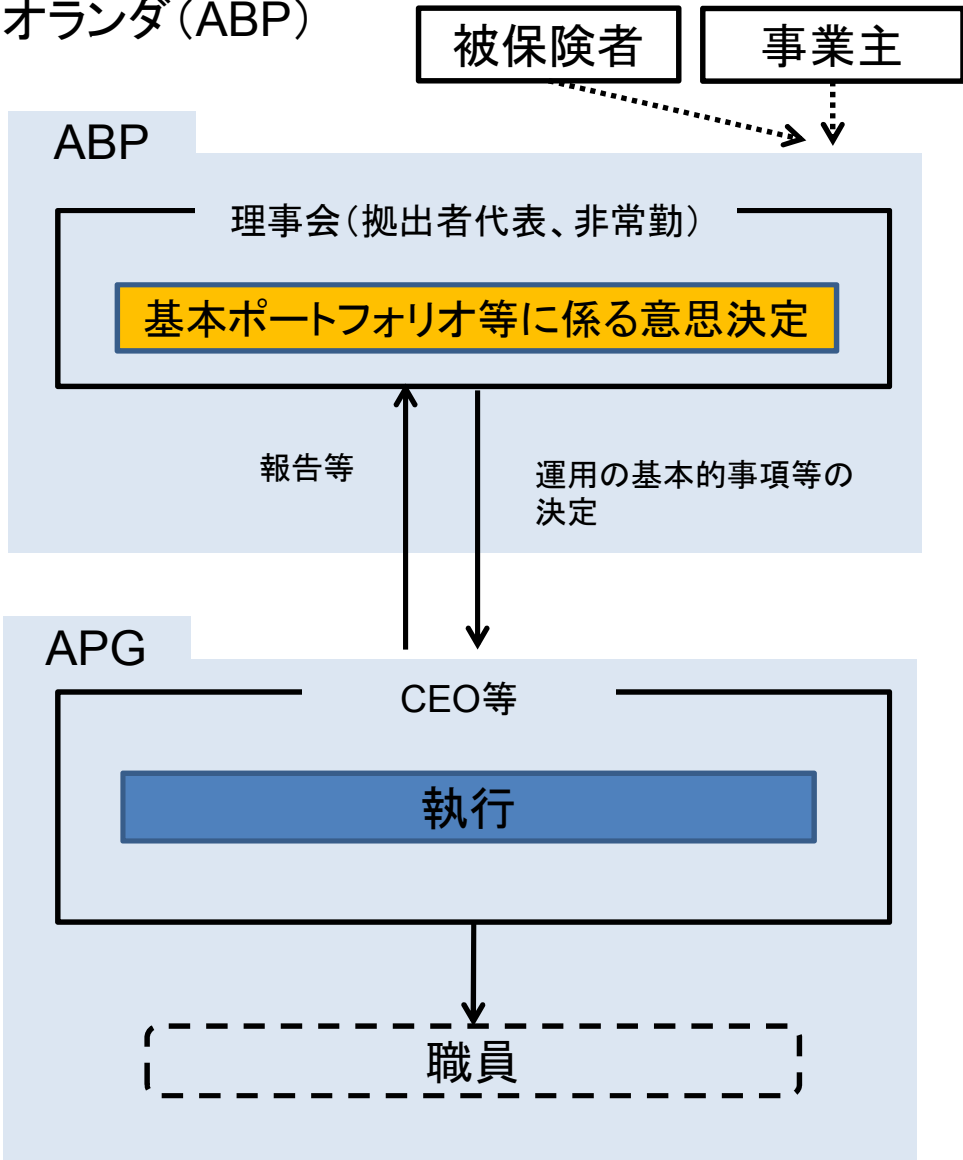 オランダ（ABP）
被保険者
事業主
ABP
理事会（拠出者代表、非常勤）
基本ポートフォリオ等に係る意思決定
報告等
運用の基本的事項等の
決定
APG
CEO等
執行
職員